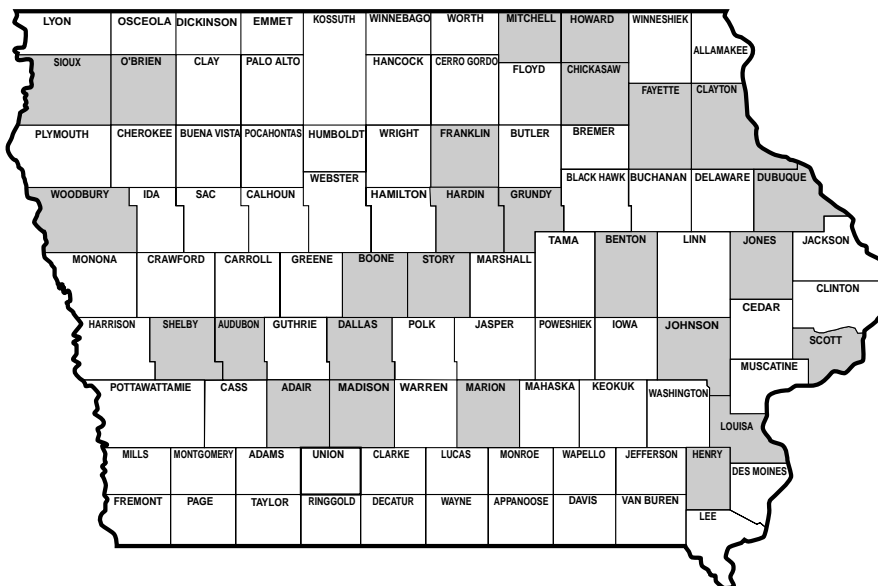 LYON OSCEOLA DICKINSON EMMET KOSSUTH WINNEBAGO WORTH MITCHELL HOWARD WINNESHIEK
ALLAMAKEE
SIOUX O'BRIEN CLAY PALO ALTO HANCOCK CERRO GORDO FLOYD CHICKASAW
FAYETTE CLAYTON
PLYMOUTH CHEROKEE BUENA VISTA POCAHONTAS HUMBOLDT WRIGHT FRANKLIN BUTLER BREMER
WEBSTER BLACK HAWK BUCHANAN DELAWARE DUBUQUE
WOODBURY IDA SAC CALHOUN HAMILTON HARDIN GRUNDY
TAMA BENTON LINN JONES JACKSON
MONONA CRAWFORD CARROLL GREENE BOONE STORY MARSHALL
CLINTON
CEDAR
HARRISON SHELBY AUDUBON GUTHRIE DALLAS POLK JASPER POWESHIEK IOWA JOHNSON
SCOTT
MUSCATINE
POTTAWATTAMIE CASS ADAIR MADISON WARREN MARION MAHASKA KEOKUK WASHINGTON
LOUISA
MILLS MONTGOMERY ADAMS UNION CLARKE LUCAS MONROE WAPELLO JEFFERSON HENRY
DES MOINES
FREMONT PAGE TAYLOR RINGGOLD DECATUR WAYNE APPANOOSE DAVIS VAN BUREN
LEE